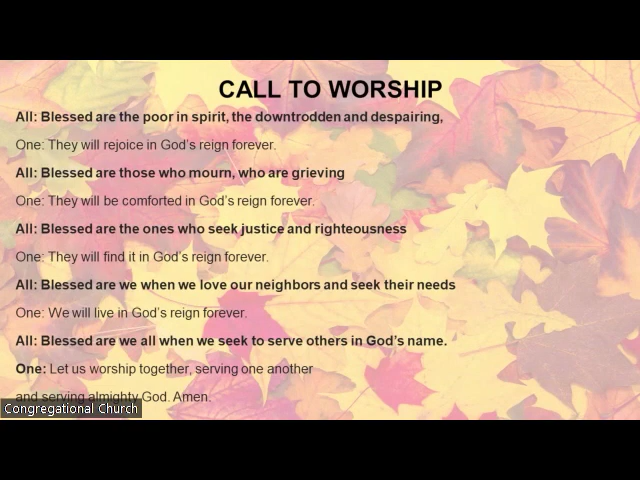 CALL TO WORSHIP
All: Blessed are the poor in spirit, the downtrodden and despairing,
One: They will rejoice in God's reign forever.
All: Blessed are those who mourn, who are grieving
One: They will be comforted in God's reign forever.
All: Blessed are the ones who seek justice and righteousness
One: They will find it in God's reign forever.
All: Blessed are we when we love our neighbors and seek their needs
One: We will live in God's reign forever.
All: Blessed are we all when we seek to serve others in God's name.
One: Let us worship together, serving one another
and serving almighty God. Amen.
Congregational Church